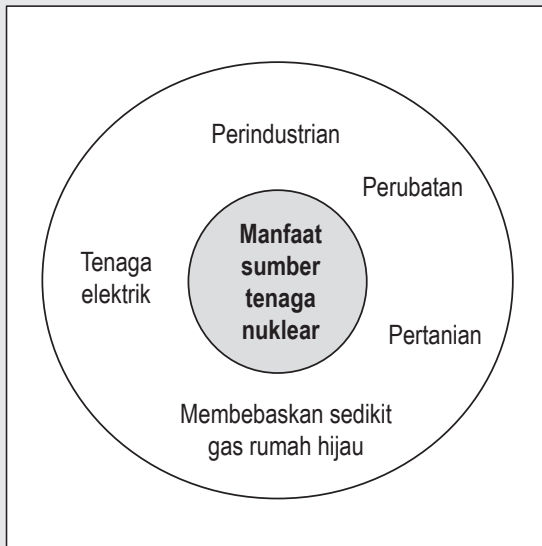 Perindustrian
Perubatan
Manfaat
sumber
tenaga
nuklear
Tenaga
elektrik
Pertanian
Membebaskan sedikit
gas rumah hijau